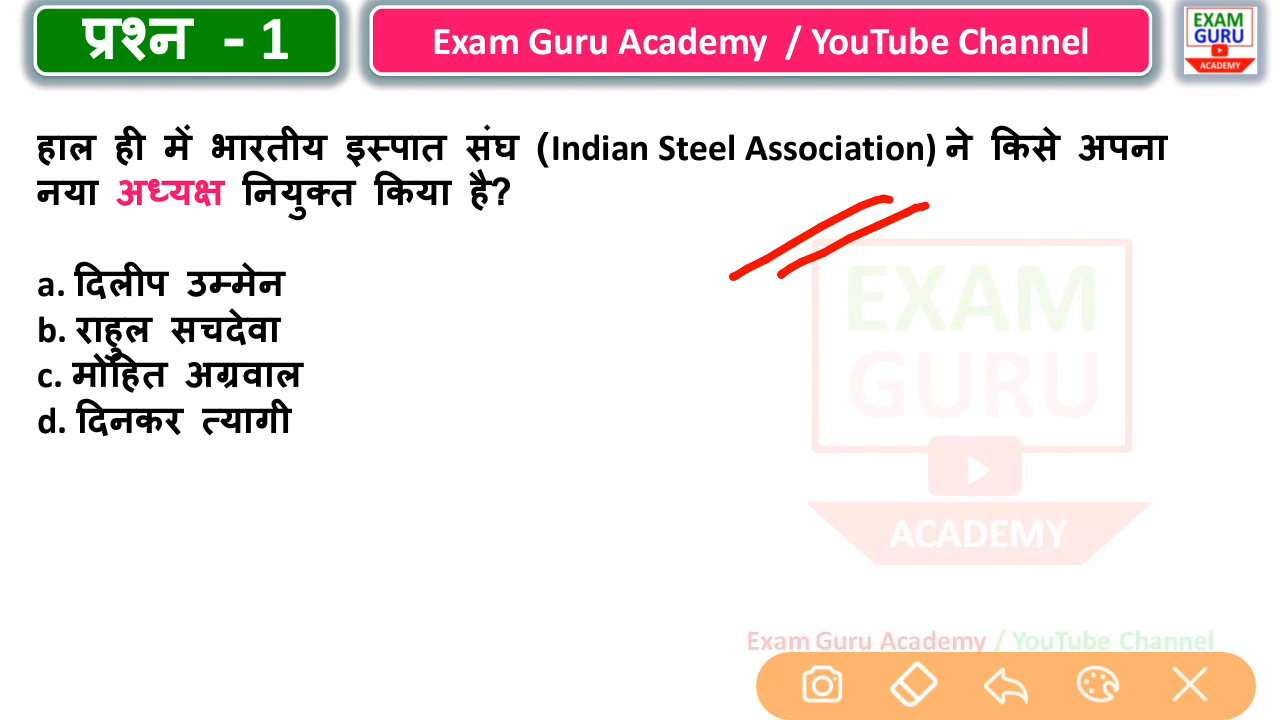 प्रश्न - 1
Exam Guru Academy / YouTube Channel
EXAM
GURU
ACADEMY
हाल ही में भारतीय इस्पात संघ (Indian Steel Association) ने किसे अपना
नया अध्यक्ष नियुक्त किया है?
a. दिलीप उम्मेन
b. राहुल सचदेवा
c. मोहित अग्रवाल
d. दिनकर त्यागी
EXAM
GURU
ACADEMY
Exam Guru Academy / YouTube Channel